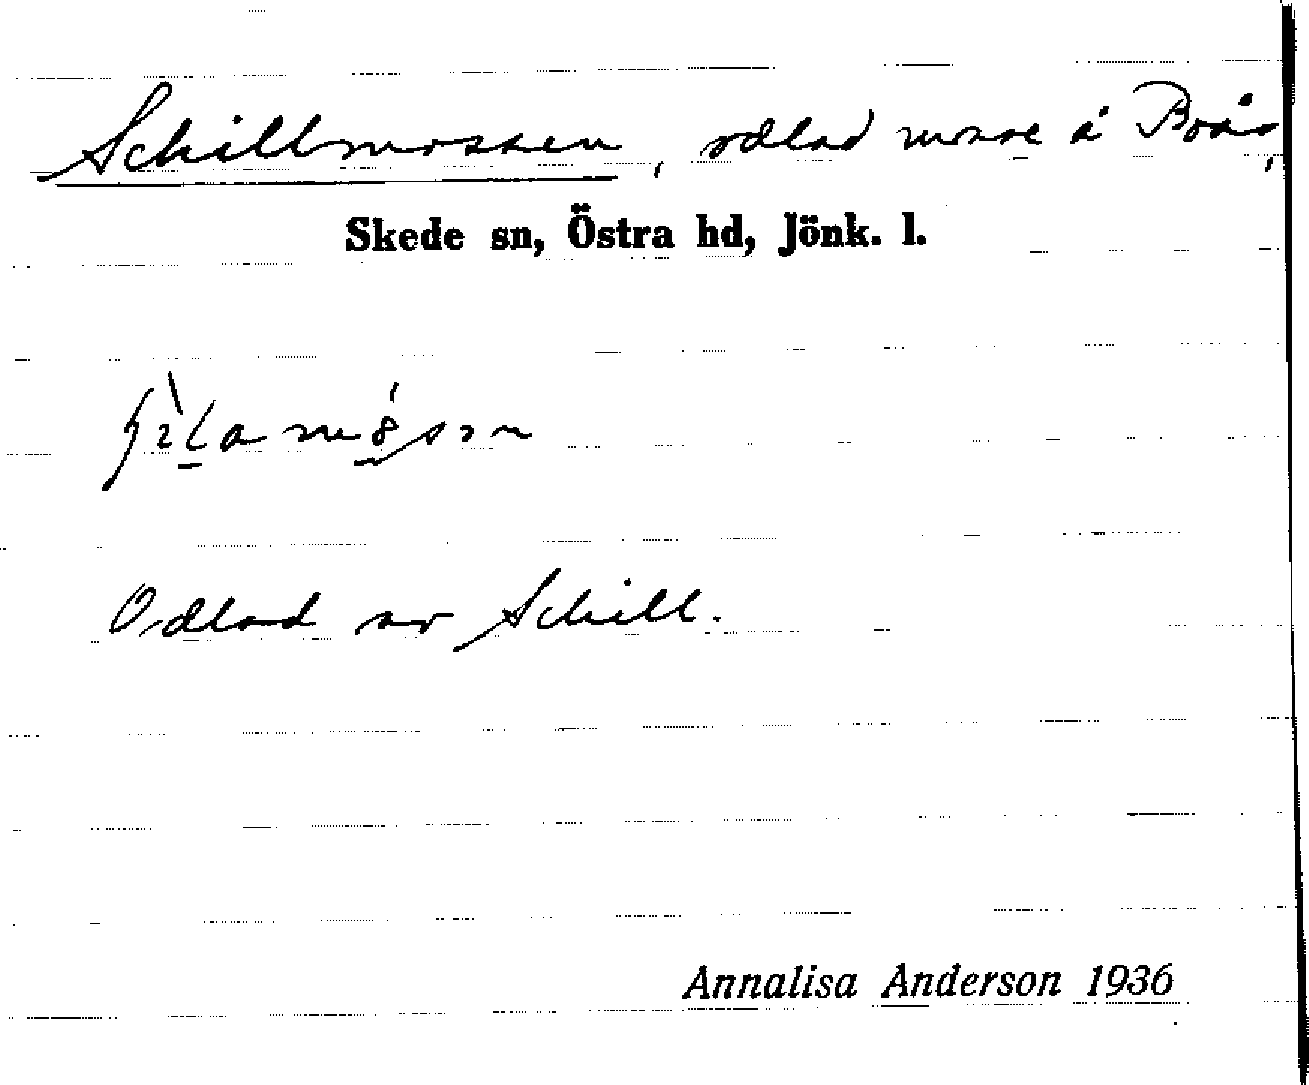 Schillmossen, odlad mosse å Boås,
Skede sn, Östra hd, Jönk. l.
Odlad av Schill.
Annalisa Anderson 1936